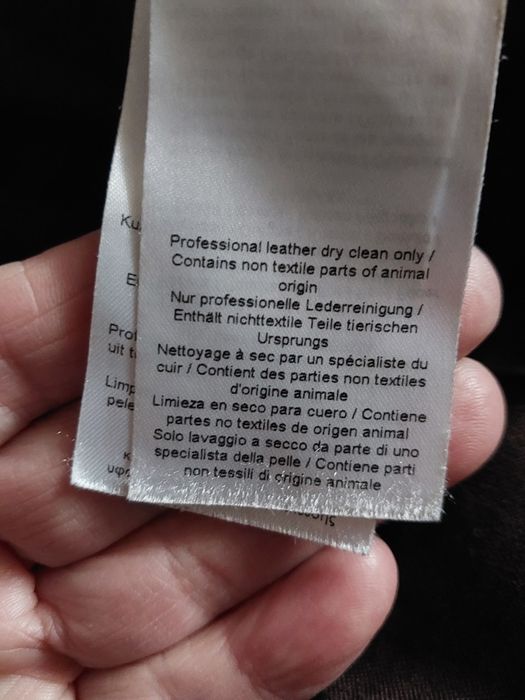 Professional leather dry clean only /
Contains non textile parts of animal
origin
Nur professionelle Lederreinigung /
Enthält nichttextile Teile tierischen
Ursprungs
Nettoyage à sec par un spécialiste du
cuir / Contient des parties non textiles
d'origine animale
Limieza en seco para cuero / Contiene
partes no textiles de origen animal
Solo lavaggio a secco da parte di uno
specialista della pelle / Contiene parti
non tessili di origine animale